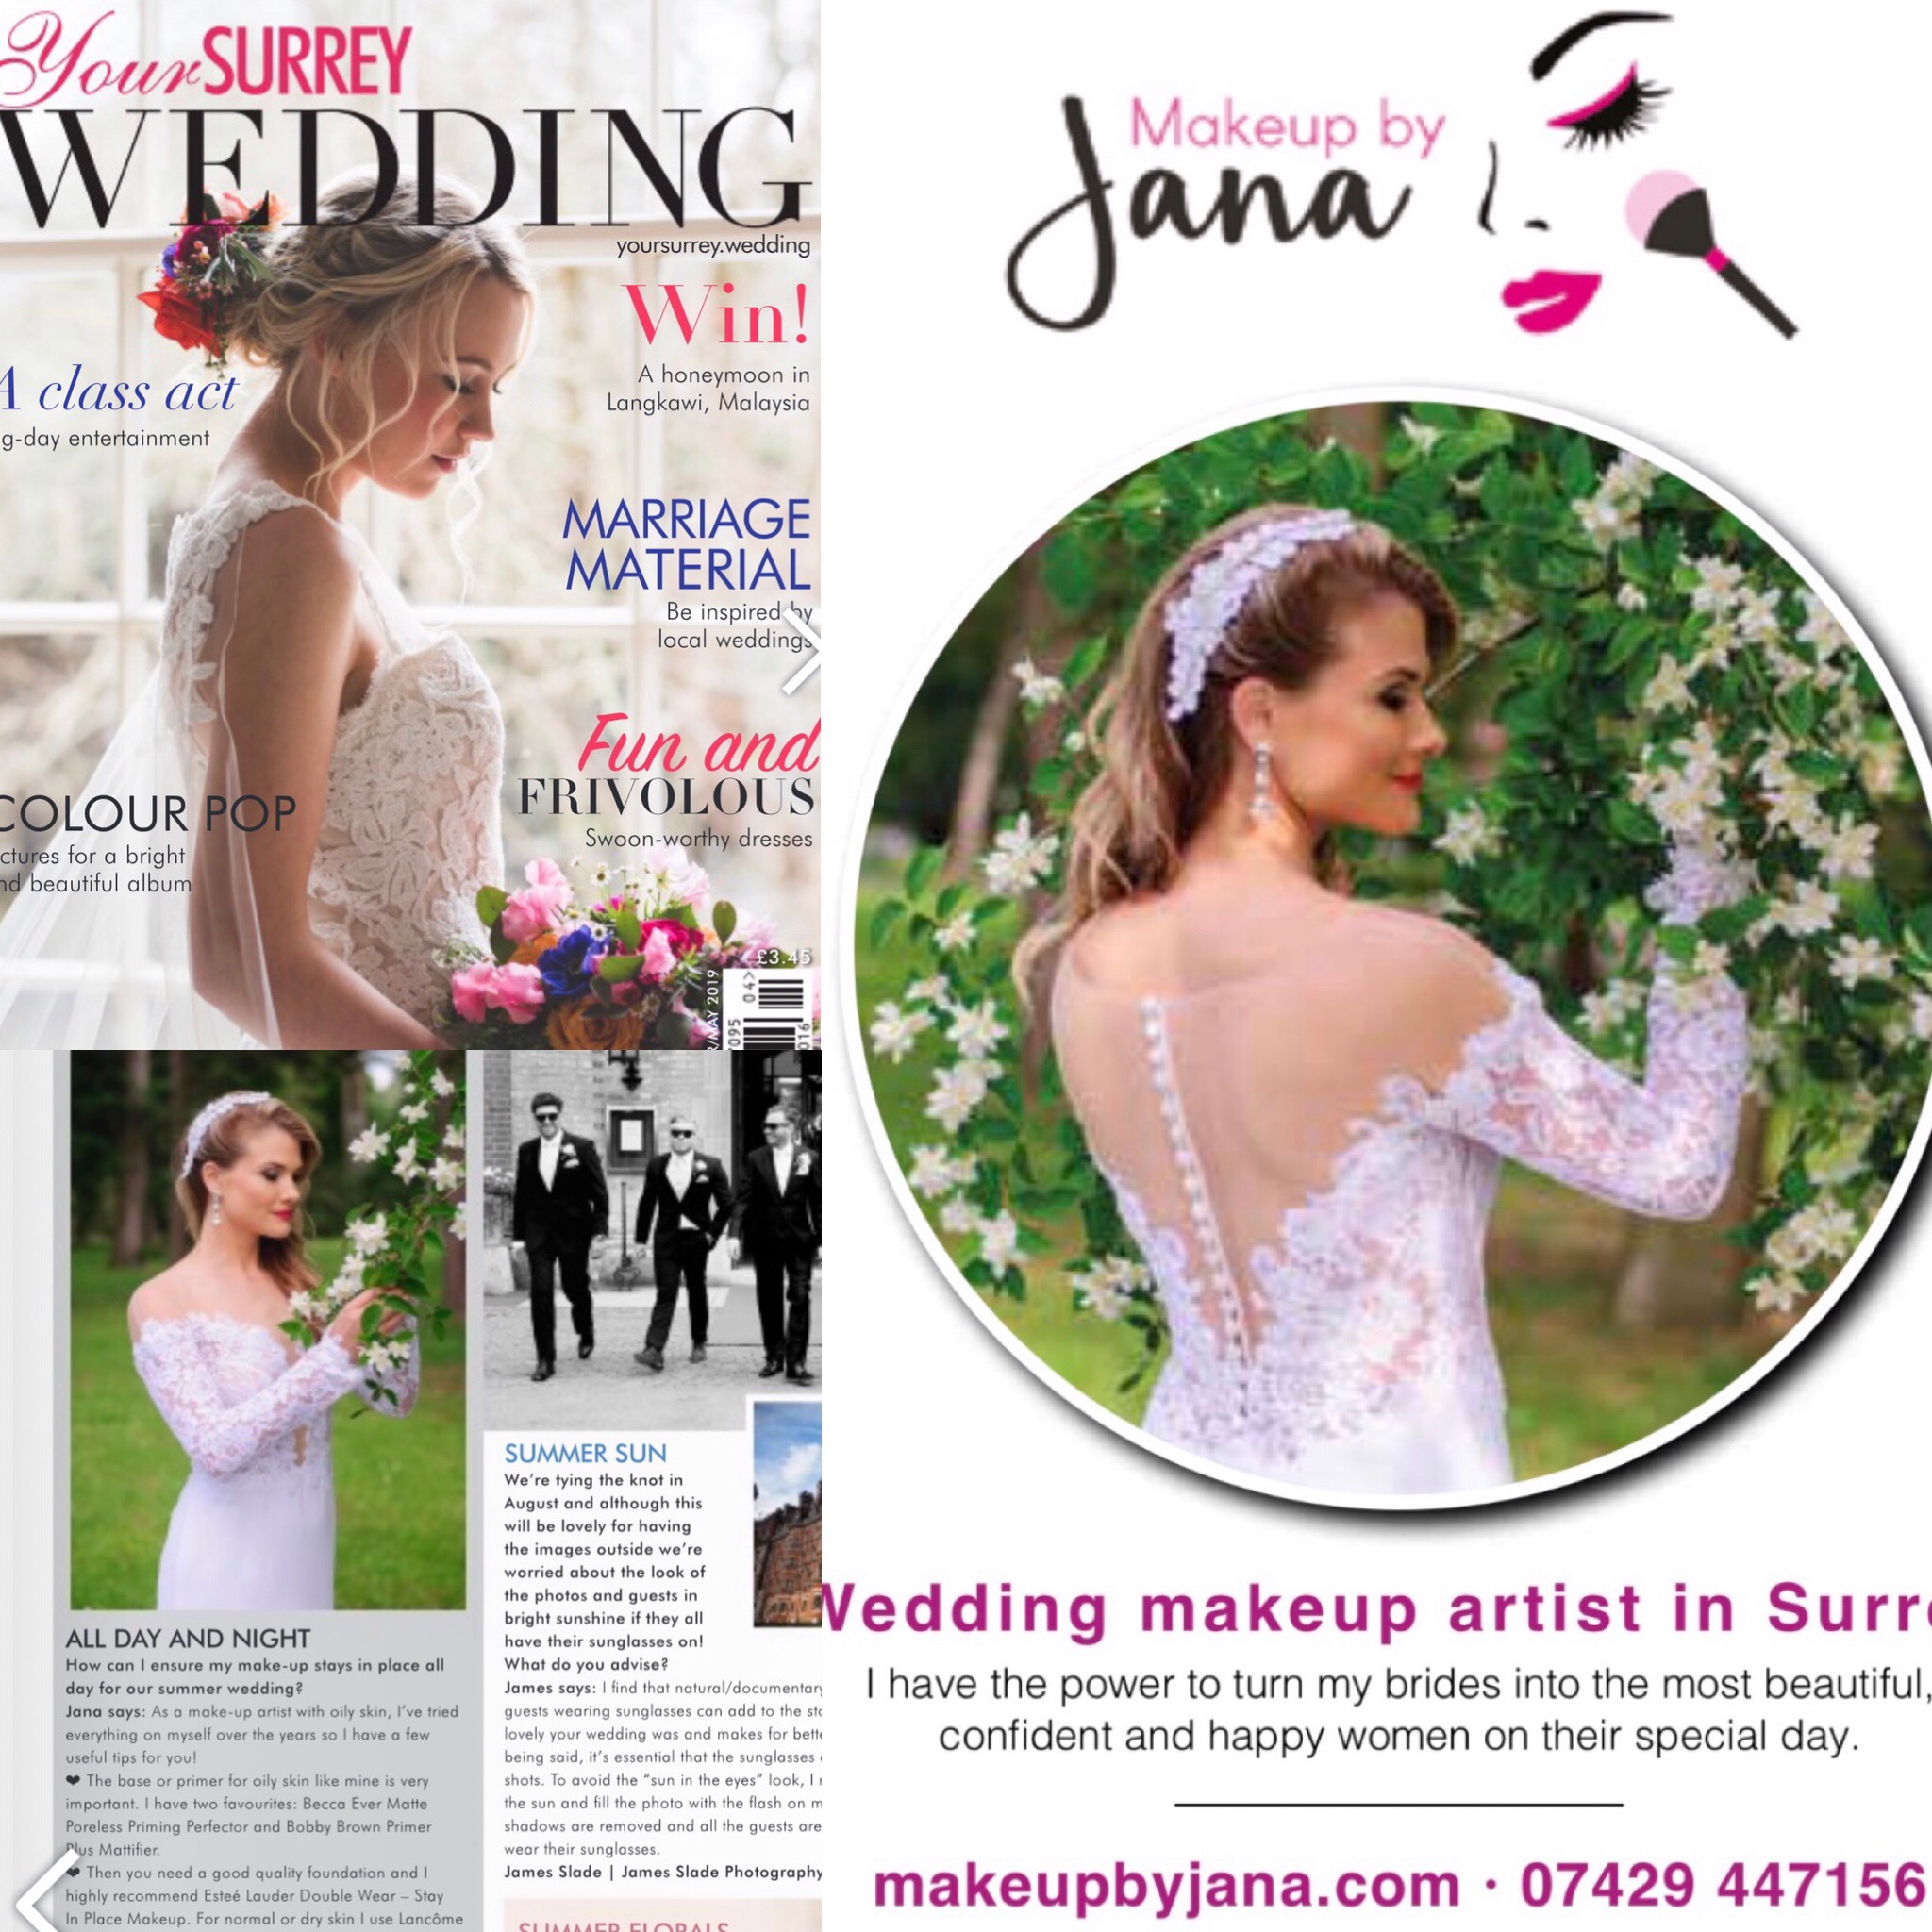 Your SURREY
WEDDING
yoursurrey.wedding
Win!
A honeymoon in
Langkawi, Malaysia
A class act
g-day entertainment
MARRIAGE
MATERIAL
Be inspired by
local weddings
Fun and
FRIVOLOUS
Swoon-worthy dresses
COLOUR POP
ctures for a bright
nd beautiful album
£3.45
R/MAY 2019
04>
ALL DAY AND NIGHT
How can I ensure my make-up stays in place all
day for our summer wedding?
Jana says: As a make-up artist with oily skin, I've tried
everything on myself over the years so I have a few
useful tips for you!
❤ The base or primer for oily skin like mine is very
important. I have two favourites: Becca Ever Matte
Poreless Priming Perfector and Bobby Brown Primer
Plus Mattifier.
❤ Then you need a good quality foundation and I
highly recommend Esteé Lauder Double Wear – Stay
In Place Makeup. For normal or dry skin I use Lancôme
SUMMER SUN
We're tying the knot in
August and although this
will be lovely for having
the images outside we're
worried about the look of
the photos and guests in
bright sunshine if they all
have their sunglasses on!
What do you advise?
James says: I find that natural/documentary
guests wearing sunglasses can add to the sto
lovely your wedding was and makes for bette
being said, it's essential that the sunglasses
shots. To avoid the "sun in the eyes" look, I
the sun and fill the photo with the flash on m
shadows are removed and all the guests are
wear their sunglasses.
James Slade | James Slade Photography
SUMMER FLORALS
Makeup by
Jana
Wedding makeup artist in Surre
I have the power to turn my brides into the most beautiful,
confident and happy women on their special day.
makeupbyjana.com · 07429 447156